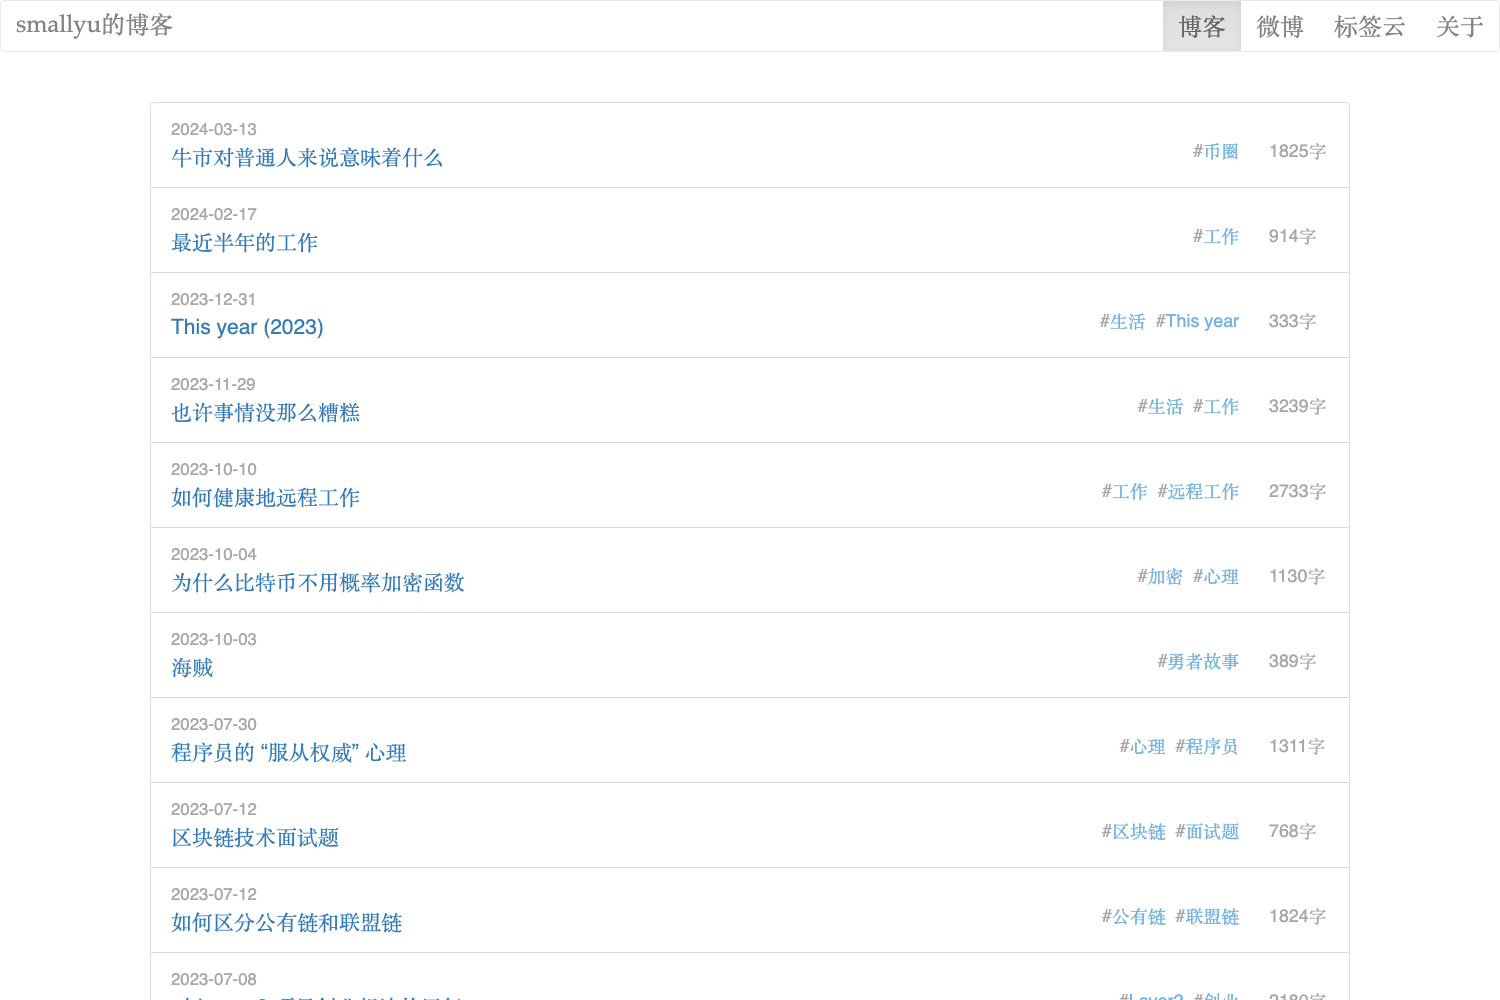 smallyu的博客
博客 微博 标签云 关于
2024-03-13
牛市对普通人来说意味着什么 #币圈 1825字
2024-02-17
最近半年的工作 #工作 914字
2023-12-31
This year (2023) #生活 #This year 333字
2023-11-29
也许事情没那么糟糕 #生活 #工作 3239字
2023-10-10
如何健康地远程工作 #工作 #远程工作 2733字
2023-10-04
为什么比特币不用概率加密函数 #加密 #心理 1130字
2023-10-03
海贼 #勇者故事 389字
2023-07-30
程序员的 “服从权威” 心理 #心理 #程序员 1311字
2023-07-12
区块链技术面试题 #区块链 #面试题 768字
2023-07-12
如何区分公有链和联盟链 #公有链 #联盟链 1824字
2023-07-08
#Layer2 #创业 2180字